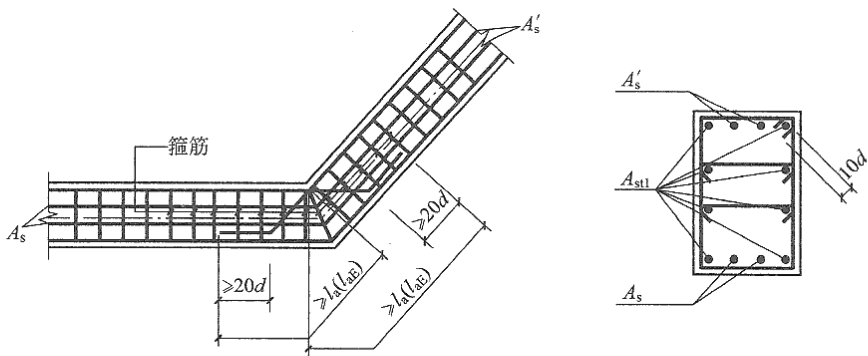 A's
箍筋
As
≥20d
≥la(laE)
≥la(laE)
≥20d
A's
Ast1
As
10d